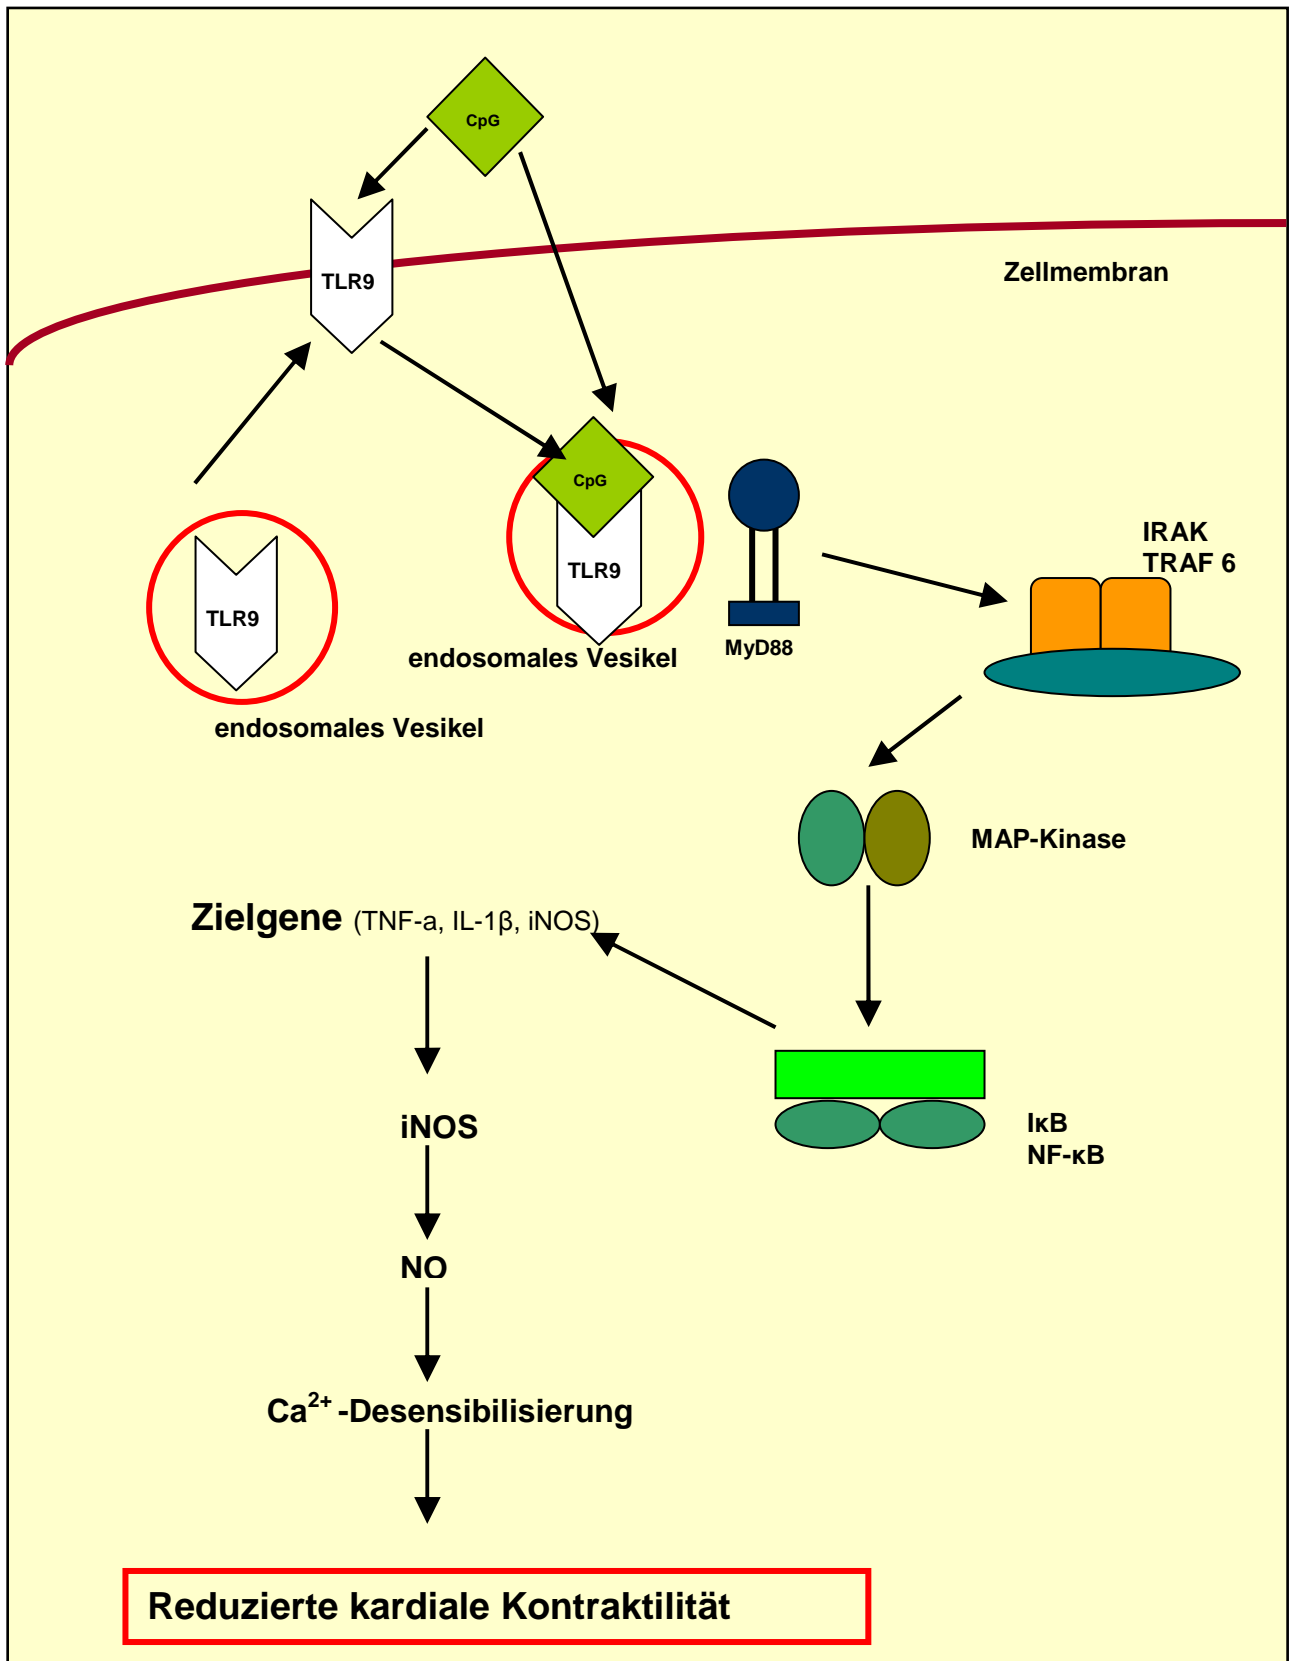 CpG
TLR9
Zellmembran
CpG
TLR9
endosomales Vesikel
TLR9
endosomales Vesikel
MyD88
IRAK
TRAF 6
MAP-Kinase
Zielgene (TNF-a, IL-1β, iNOS)
IκB
NF-κB
iNOS
NO
Ca²⁺ -Desensibilisierung
Reduzierte kardiale Kontraktilität